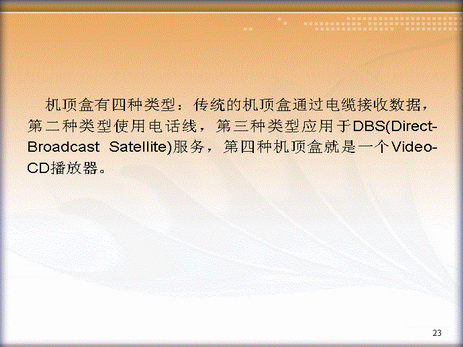 机顶盒有四种类型：传统的机顶盒通过电缆接收数据，
第二种类型使用电话线，第三种类型应用于DBS(Direct-
Broadcast Satellite)服务，第四种机顶盒就是一个Video-
CD播放器。
23